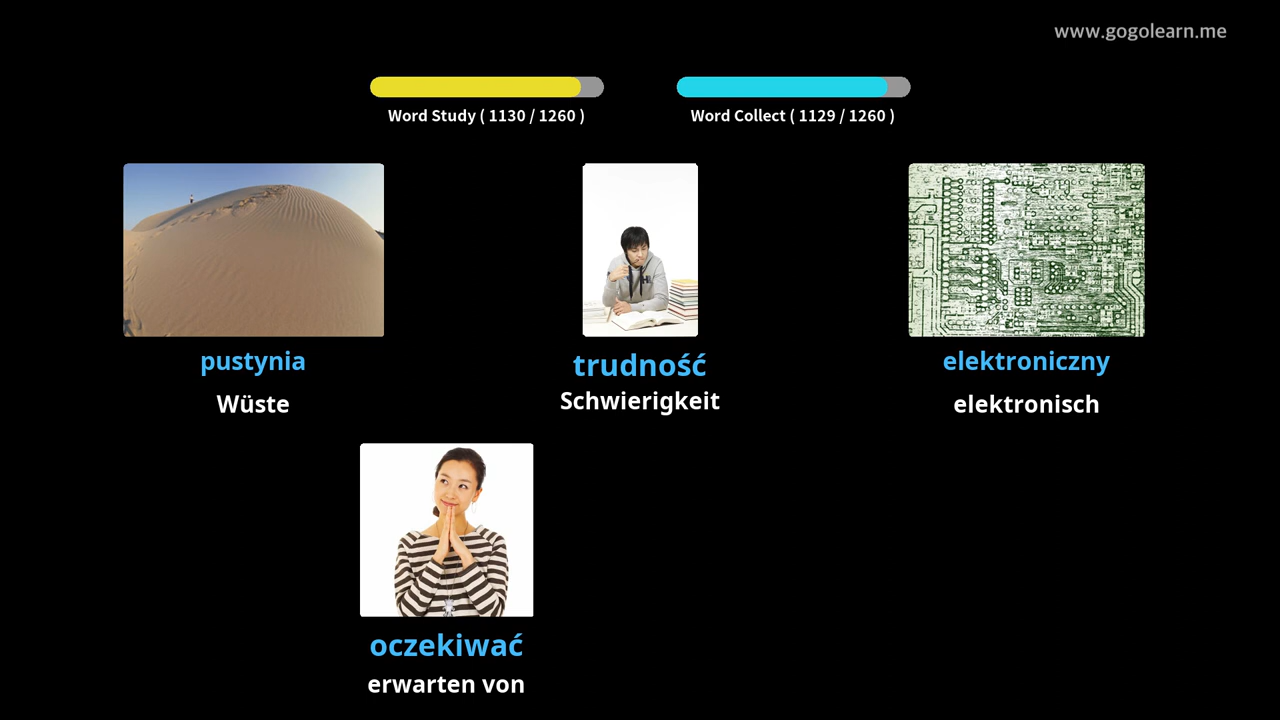 www.gogolearn.me
Word Study ( 1130 / 1260 )
Word Collect ( 1129 / 1260 )
pustynia
Wüste
trudność
Schwierigkeit
elektroniczny
elektronisch
oczekiwać
erwarten von